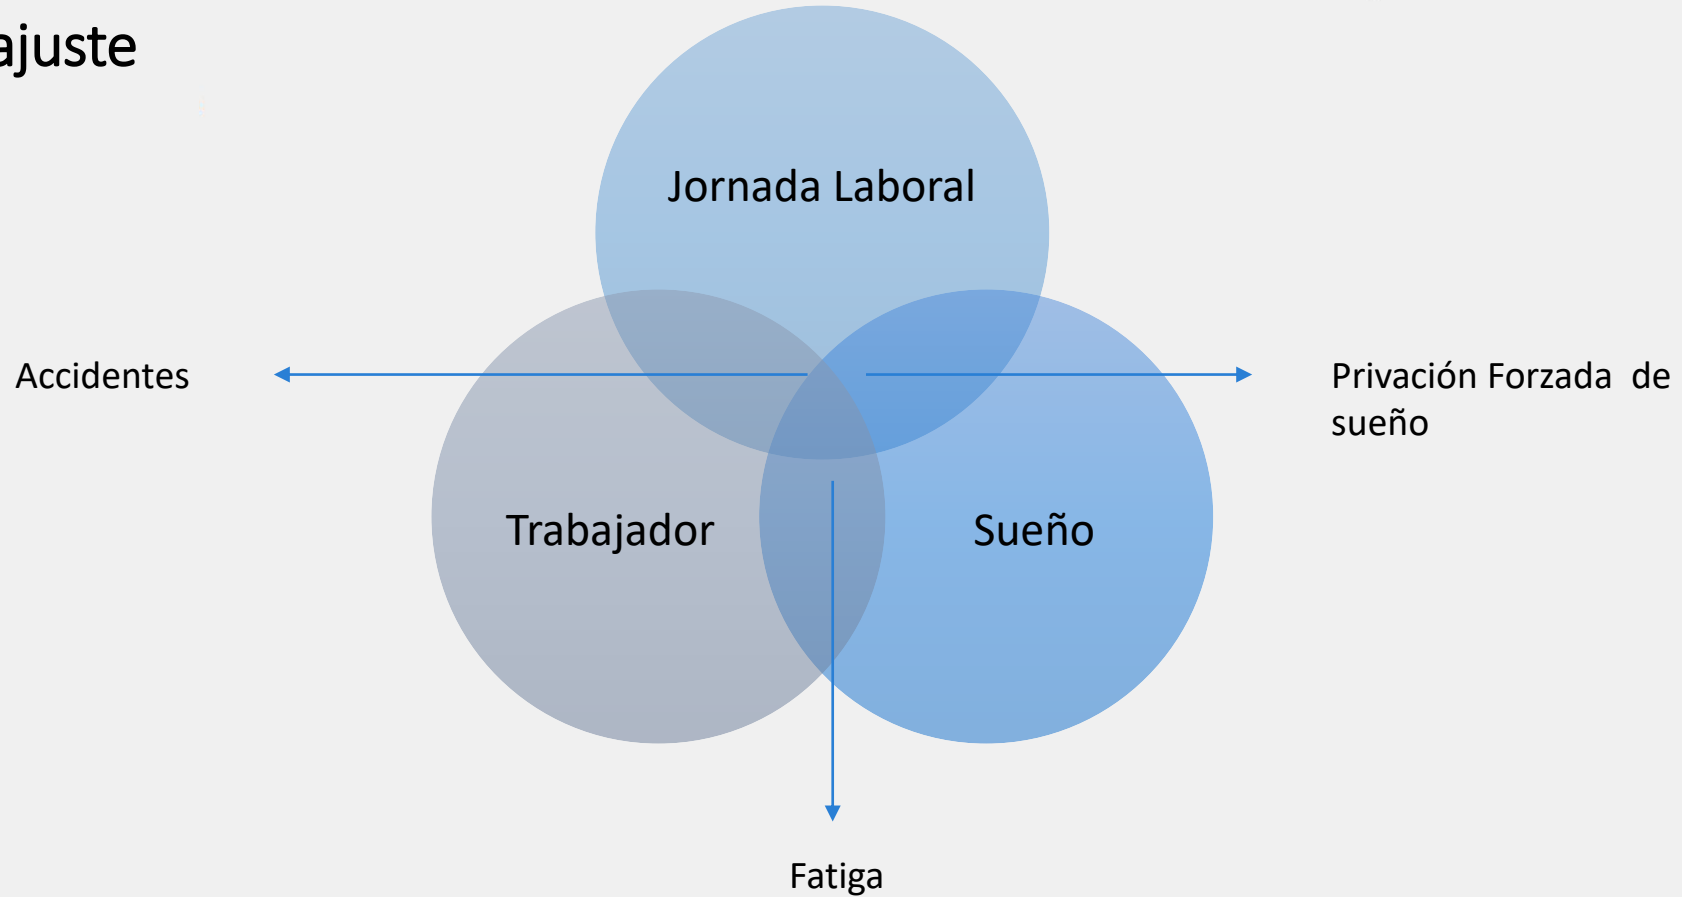 ajuste
Jornada Laboral
Accidentes
Privación Forzada  de
sueño
Trabajador
Sueño
Fatiga